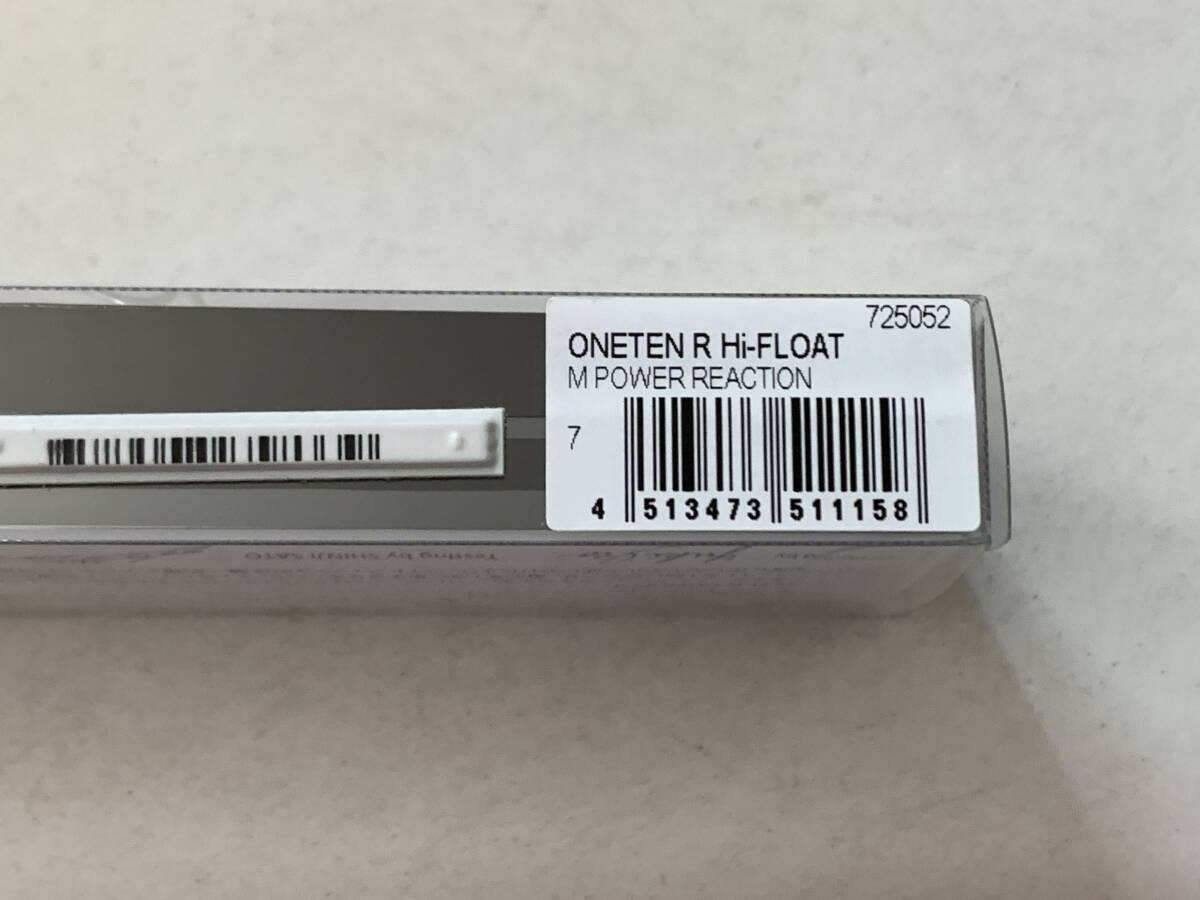 725052
ONETEN R Hi-FLOAT
M POWER REACTION
7
4 513473 511158
Testing by SHINJI SATO